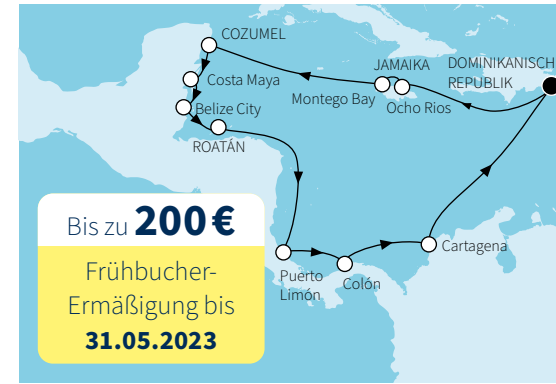 COZUMEL
Costa Maya
Belize City
ROATÁN
JAMAIKA
Montego Bay
Ocho Rios
DOMINIKANISCH
REPUBLIK
Puerto
Limón
Colón
Cartagena
Bis zu 200 €
Frühbucher-
Ermäßigung bis
31.05.2023